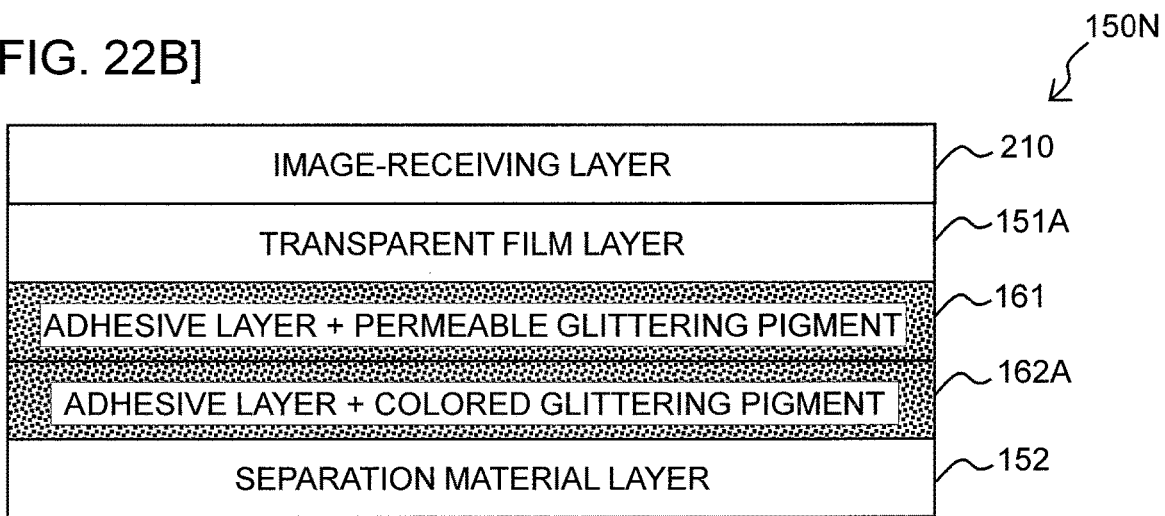 150N
FIG. 22B]
IMAGE-RECEIVING LAYER 210
TRANSPARENT FILM LAYER 151A
ADHESIVE LAYER + PERMEABLE GLITTERING PIGMENT 161
ADHESIVE LAYER + COLORED GLITTERING PIGMENT 162A
SEPARATION MATERIAL LAYER 152